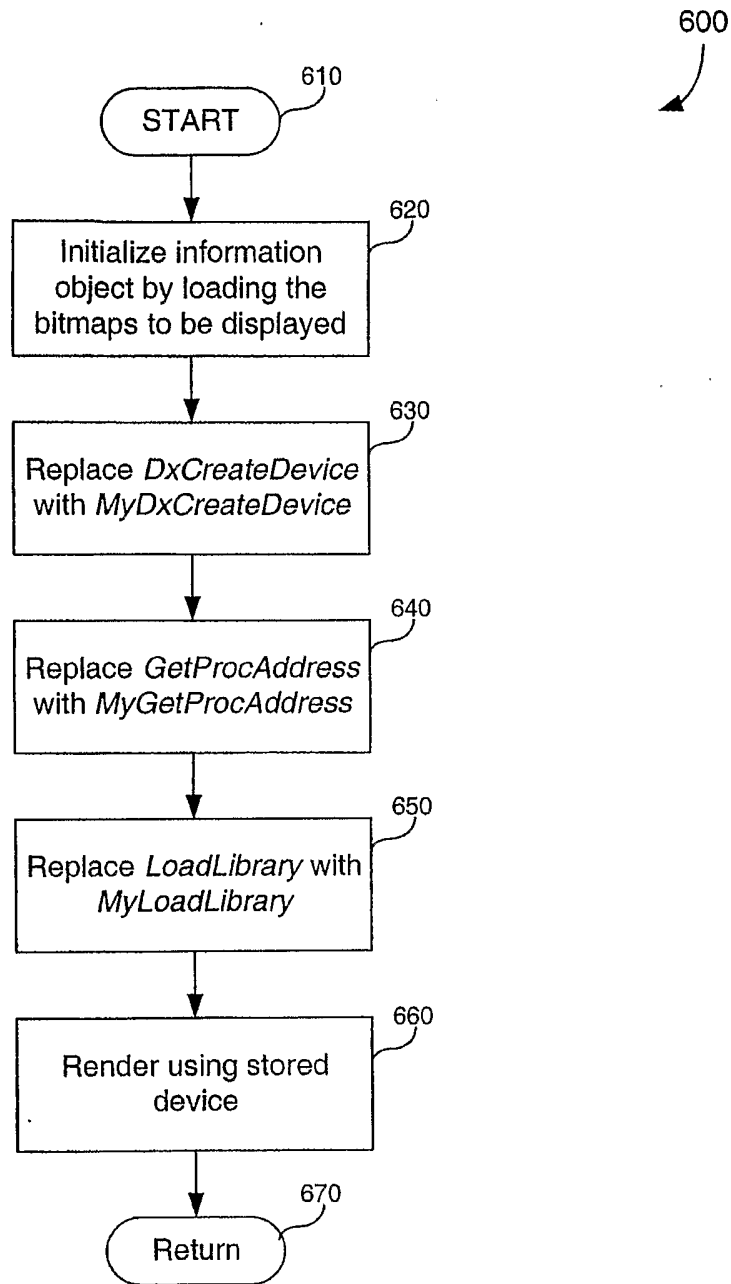 600
610
START
620
Initialize information
object by loading the
bitmaps to be displayed
630
Replace DxCreateDevice
with MyDxCreateDevice
640
Replace GetProcAddress
with MyGetProcAddress
650
Replace LoadLibrary with
MyLoadLibrary
660
Render using stored
device
670
Return